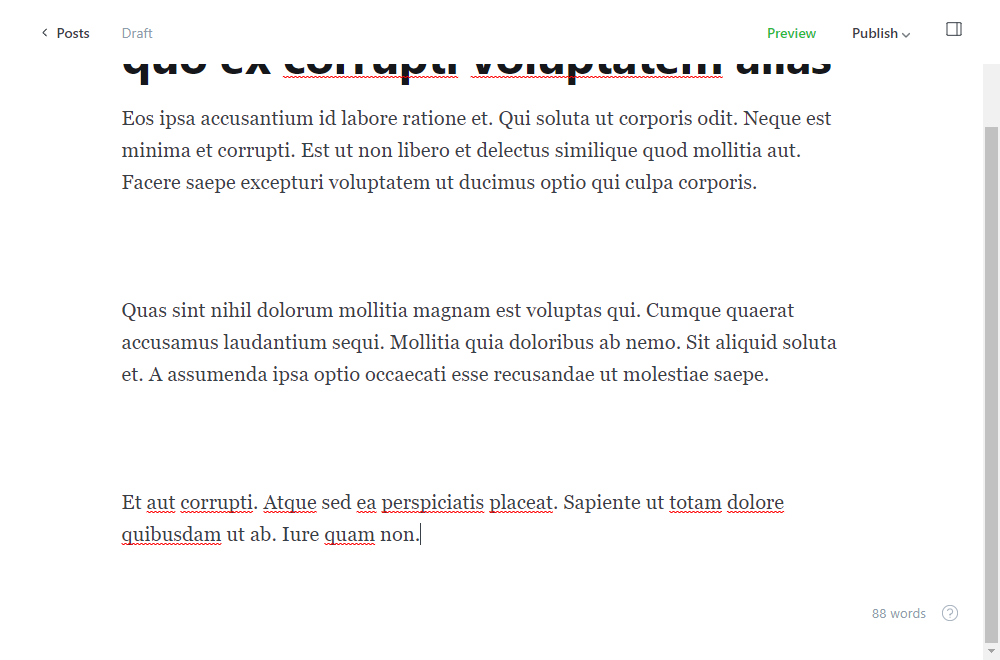 Posts
Draft
Preview
Publish
quo ex corrupti voluptatem alias
Eos ipsa accusantium id labore ratione et. Qui soluta ut corporis odit. Neque est
minima et corrupti. Est ut non libero et delectus similique quod mollitia aut.
Facere saepe excepturi voluptatem ut ducimus optio qui culpa corporis.
Quas sint nihil dolorum mollitia magnam est voluptas qui. Cumque quaerat
accusamus laudantium sequi. Mollitia quia doloribus ab nemo. Sit aliquid soluta
et. A assumenda ipsa optio occaecati esse recusandae ut molestiae saepe.
Et aut corrupti. Atque sed ea perspiciatis placeat. Sapiente ut totam dolore
quibusdam ut ab. Iure quam non.
88 words
?